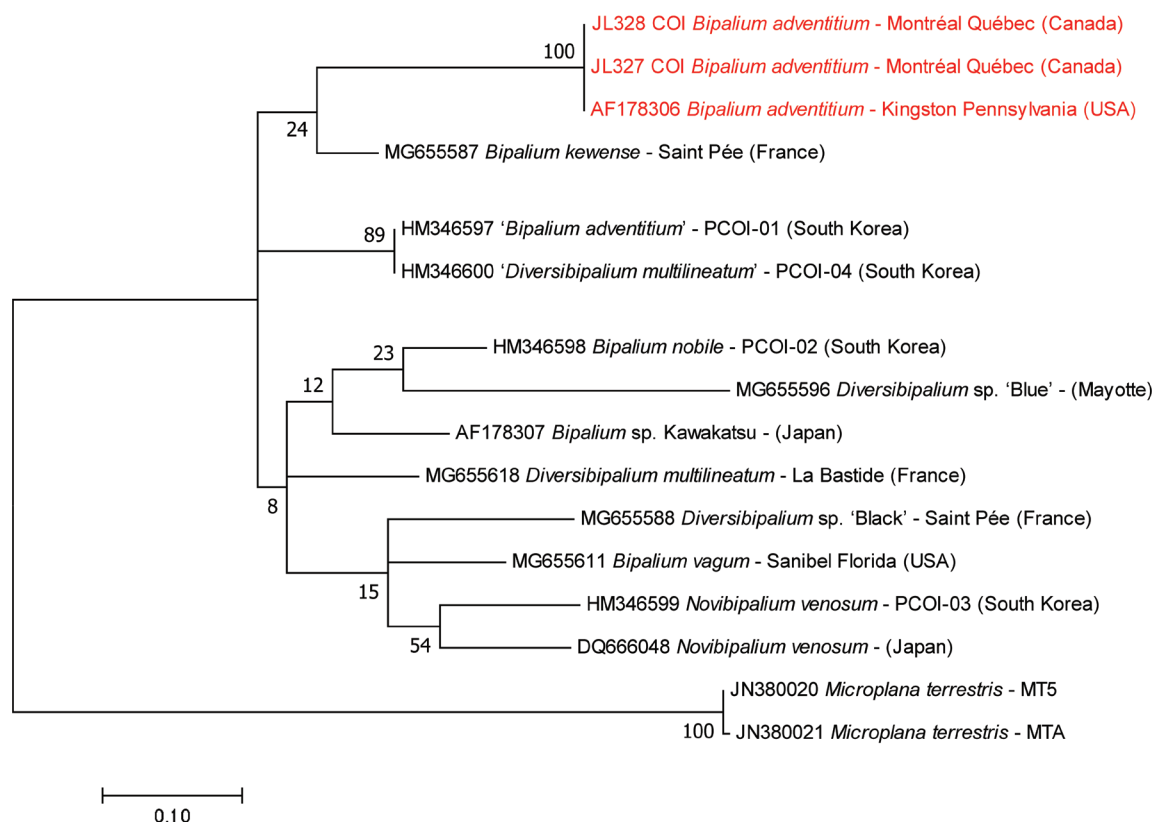 JL328 COI Bipalium adventitium - Montréal Québec (Canada)
100
JL327 COI Bipalium adventitium - Montréal Québec (Canada)
AF178306 Bipalium adventitium - Kingston Pennsylvania (USA)
24
MG655587 Bipalium kewense - Saint Pée (France)
HM346597 ‘Bipalium adventitium’ - PCOI-01 (South Korea)
89
HM346600 ‘Diversibipalium multilineatum’ - PCOI-04 (South Korea)
HM346598 Bipalium nobile - PCOI-02 (South Korea)
23
12
MG655596 Diversibipalium sp. ‘Blue’ - (Mayotte)
AF178307 Bipalium sp. Kawakatsu - (Japan)
MG655618 Diversibipalium multilineatum - La Bastide (France)
8
MG655588 Diversibipalium sp. ‘Black’ - Saint Pée (France)
MG655611 Bipalium vagum - Sanibel Florida (USA)
15
HM346599 Novibipalium venosum - PCOI-03 (South Korea)
54
DQ666048 Novibipalium venosum - (Japan)
JN380020 Microplana terrestris - MT5
100
JN380021 Microplana terrestris - MTA
0.10